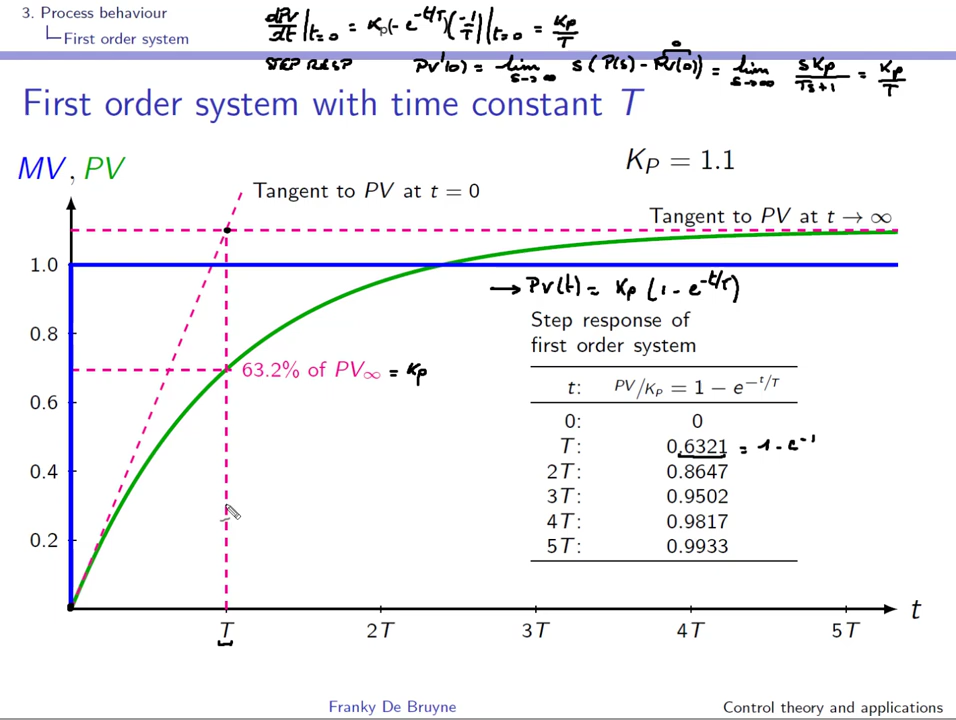 3. Process behaviour
First order system
dPV/dt |t=0 = Kp(-e^-t/T)(-1/T)|t=0 = Kp/T
STEP RESP PV'(0) = lim s→∞ s(P(s) - PV(0)) = lim s→∞ sKp/Ts+1 = Kp/T
0
First order system with time constant T
MV, PV
K_P = 1.1
Tangent to PV at t = 0
Tangent to PV at t → ∞
1.0
→ PV(t) = Kp (1 - e^-t/T)
Step response of
first order system
0.8
63.2% of PV∞ = Kp
t: PV/K_P = 1 − e^−t/T
0.6
0: 0
T: 0.6321 = 1 - e^-1
0.4
2T: 0.8647
3T: 0.9502
4T: 0.9817
0.2
5T: 0.9933
t
T 2T 3T 4T 5T
Franky De Bruyne
Control theory and applications